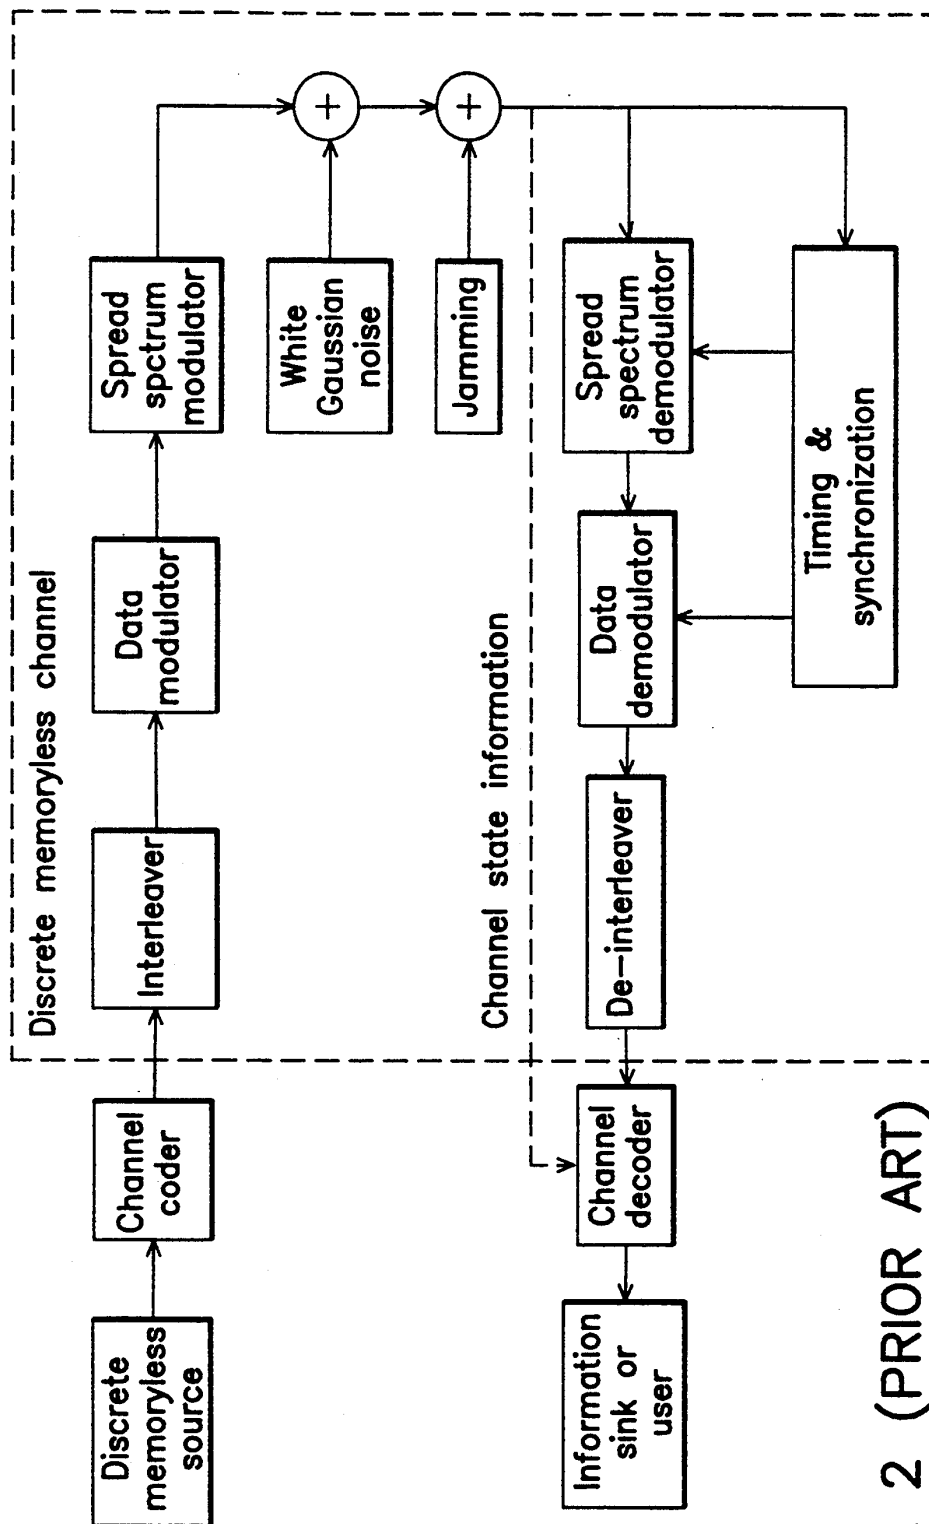 Discrete memoryless channel
Discrete
memoryless
source
Channel
coder
Interleaver
Data
modulator
Spread
spctrum
modulator
White
Gaussian
noise
+
Jamming
+
Channel state information
Information
sink or
user
Channel
decoder
De-interleaver
Data
demodulator
Spread
spectrum
demodulator
Timing &
synchronization
2 (PRIOR ART)